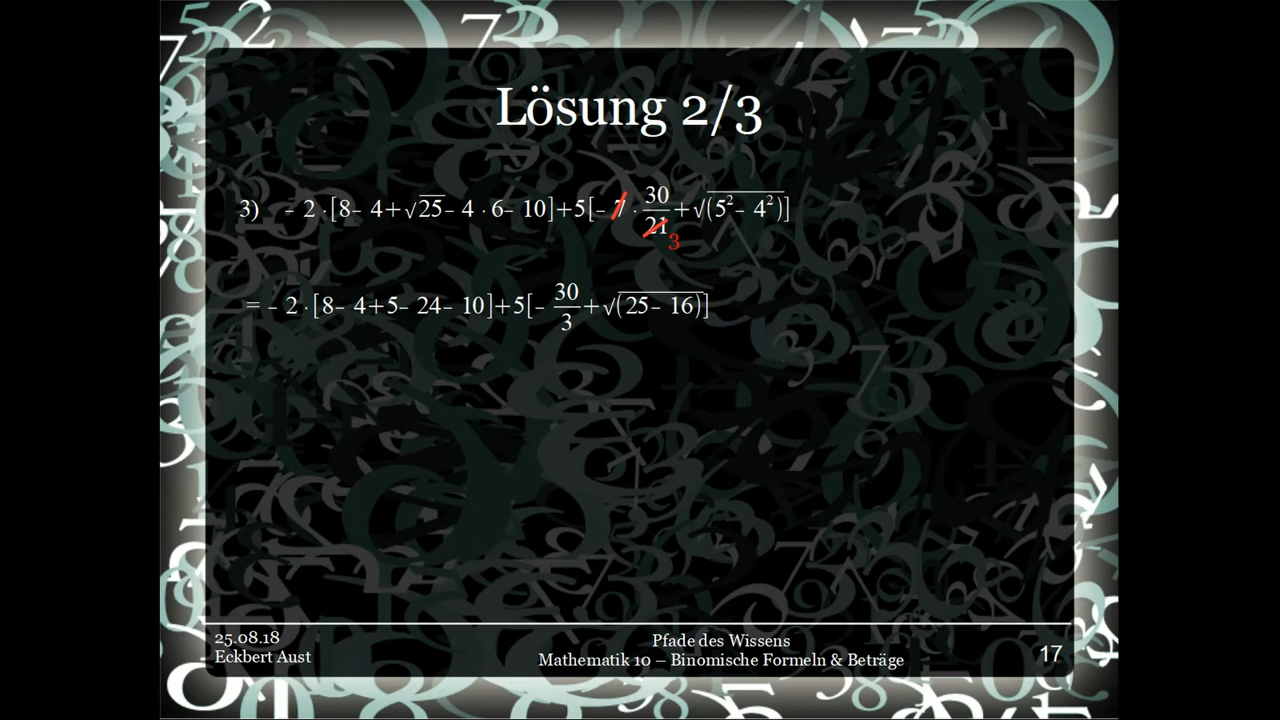 Lösung 2/3
3) – 2 ·[8– 4+√25– 4 · 6– 10]+5[– 7 · 30/21 3+√(5²– 4²)]
=– 2 ·[8– 4+5– 24– 10]+5[– 30/3+√(25– 16)]
25.08.18
Eckbert Aust
Pfade des Wissens
Mathematik 10 – Binomische Formeln & Beträge
17